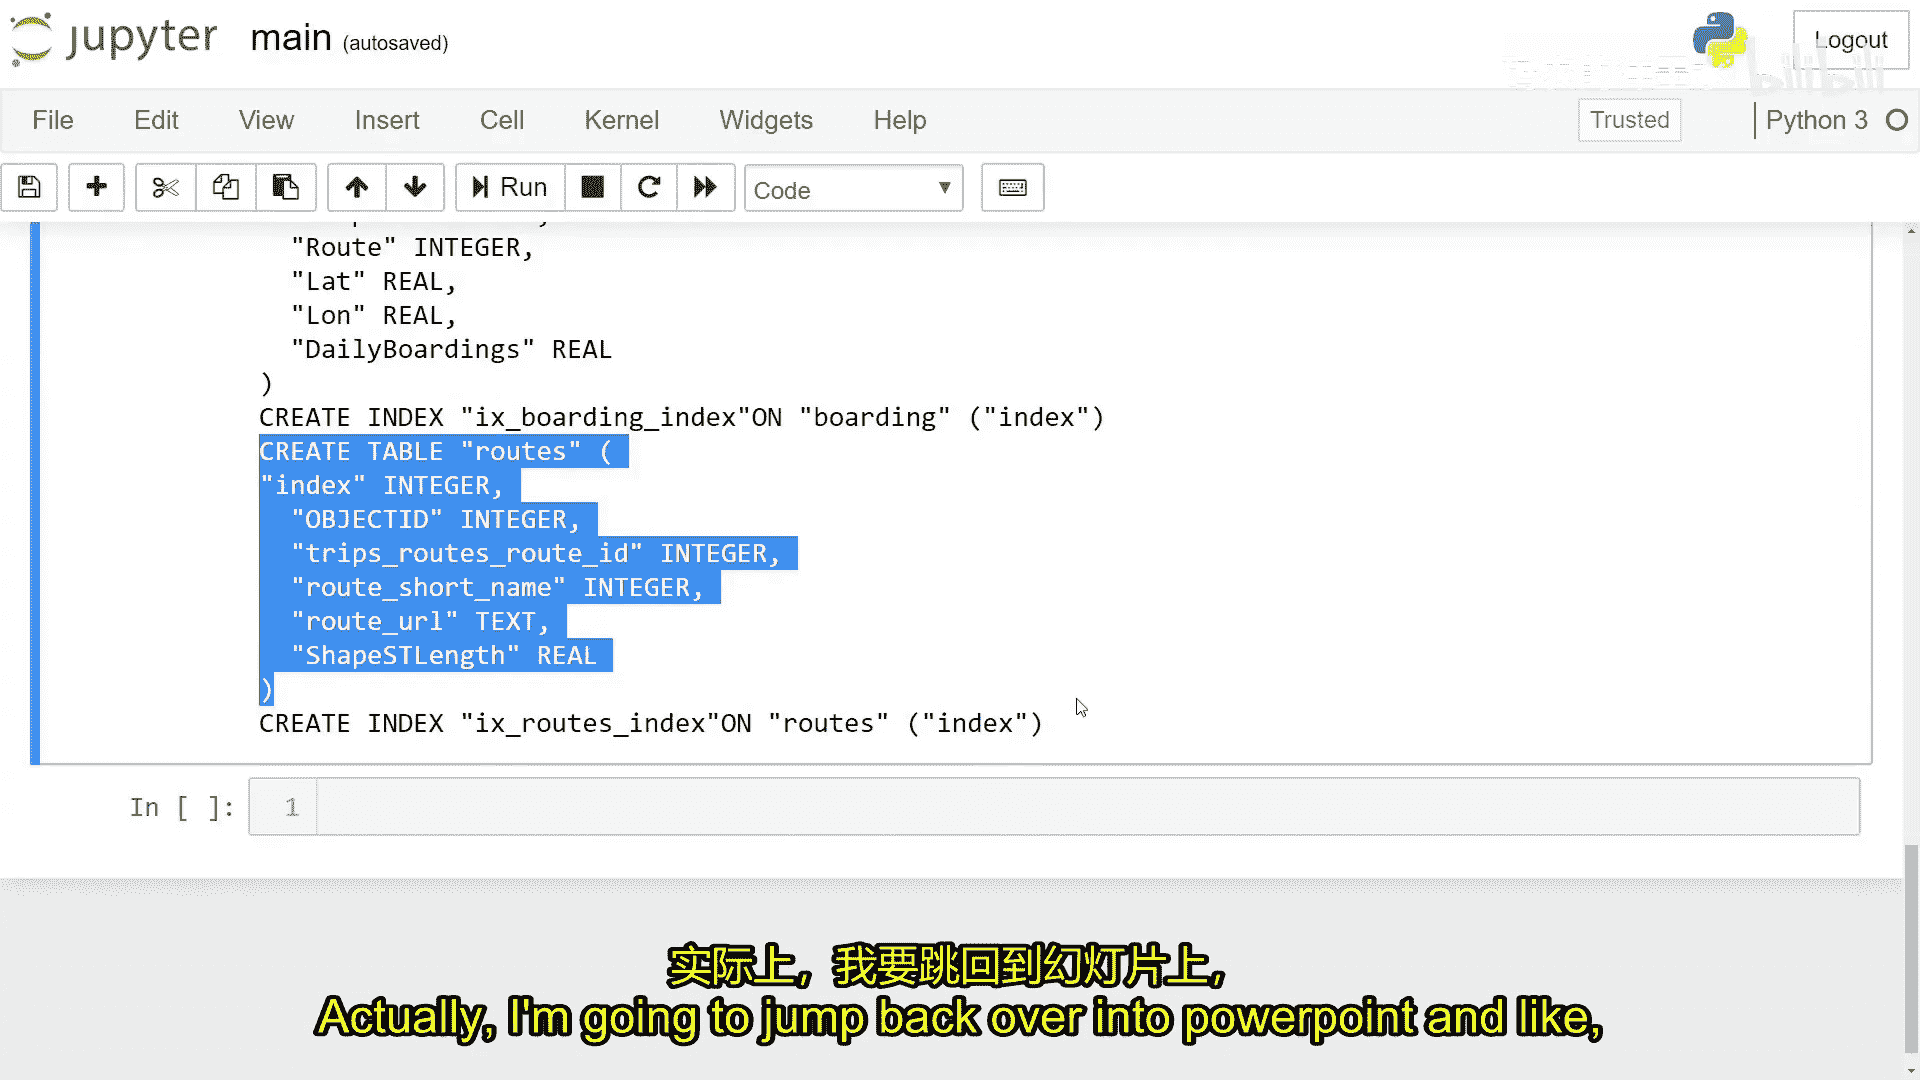 jupyter main (autosaved)
bilibili
Logout
File Edit View Insert Cell Kernel Widgets Help
Trusted Python 3
Run
Code
"Route" INTEGER,
"Lat" REAL,
"Lon" REAL,
"DailyBoardings" REAL
)
CREATE INDEX "ix_boarding_index"ON "boarding" ("index")
CREATE TABLE "routes" (
"index" INTEGER,
"OBJECTID" INTEGER,
"trips_routes_route_id" INTEGER,
"route_short_name" INTEGER,
"route_url" TEXT,
"ShapeSTLength" REAL
)
CREATE INDEX "ix_routes_index"ON "routes" ("index")
In [ ]: 1
实际上，我要跳回到幻灯片上，
Actually, I'm going to jump back over into powerpoint and like,